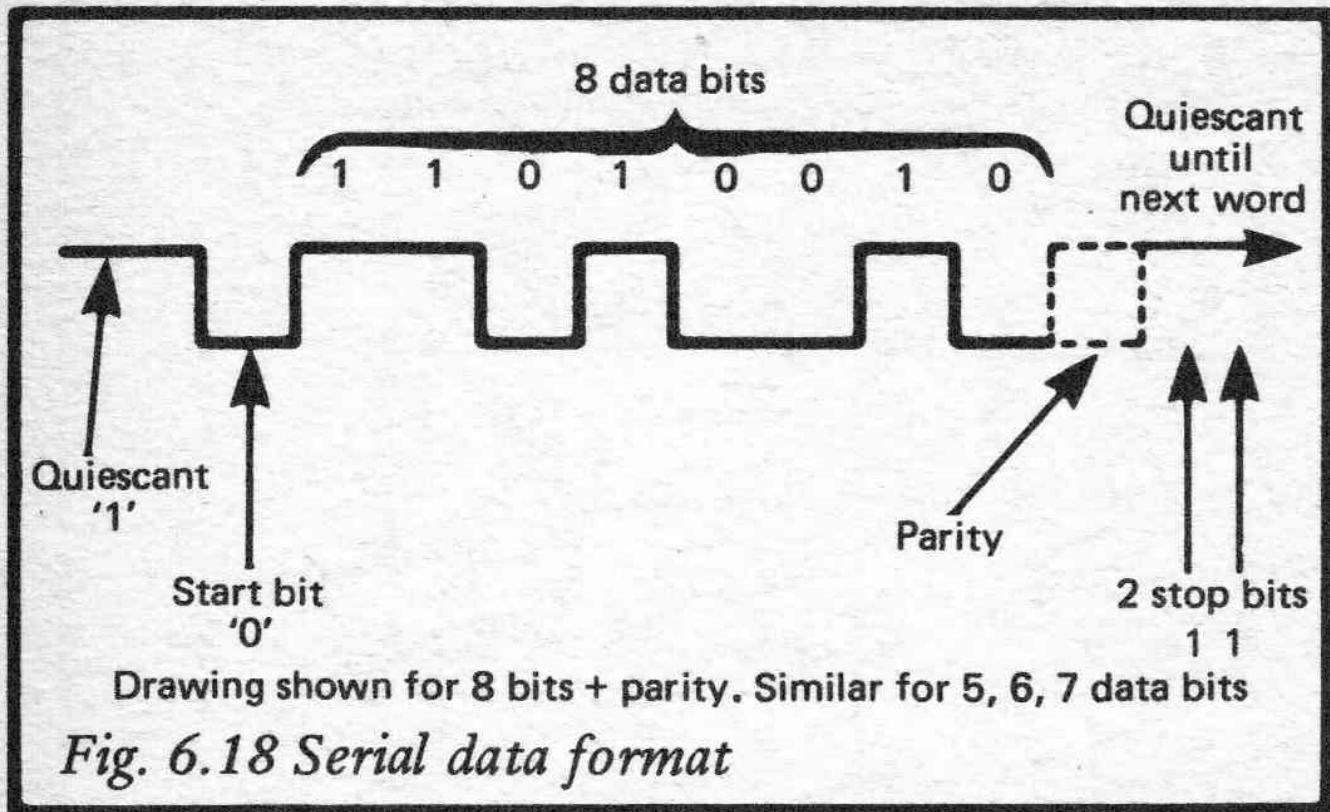 8 data bits
1 1 0 1 0 0 1 0
Quiescant
until
next word
Quiescant
'1'
Start bit
'0'
Parity
2 stop bits
1 1
Drawing shown for 8 bits + parity. Similar for 5, 6, 7 data bits
Fig. 6.18 Serial data format